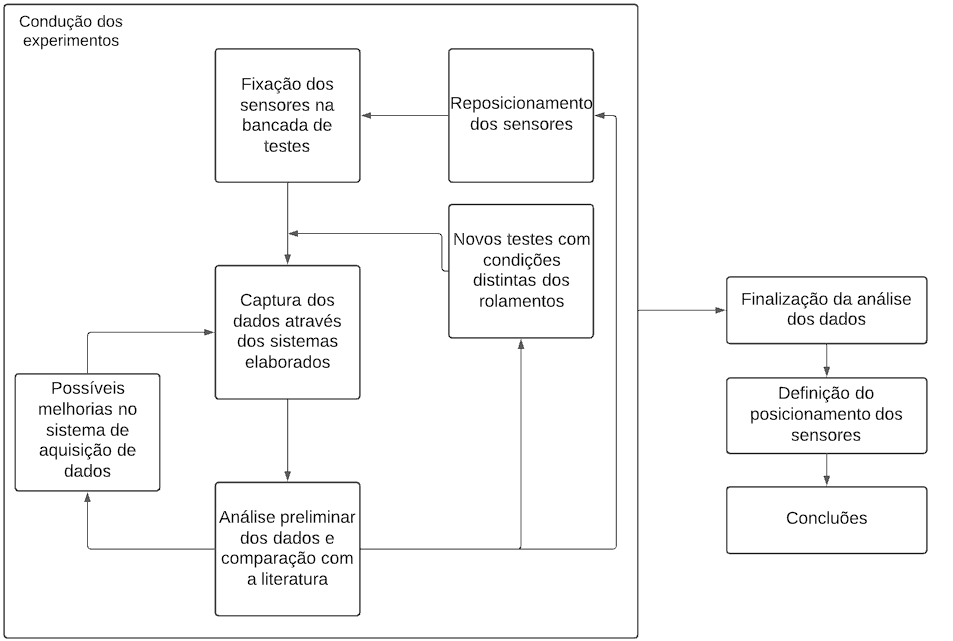 Condução dos
experimentos
Fixação dos
sensores na
bancada de
testes
Reposicionamento
dos sensores
Novos testes com
condições
distintas dos
rolamentos
Captura dos
dados através
dos sistemas
elaborados
Possíveis
melhorias no
sistema de
aquisição de
dados
Análise preliminar
dos dados e
comparação com
a literatura
Finalização da análise
dos dados
Definição do
posicionamento dos
sensores
Concluões